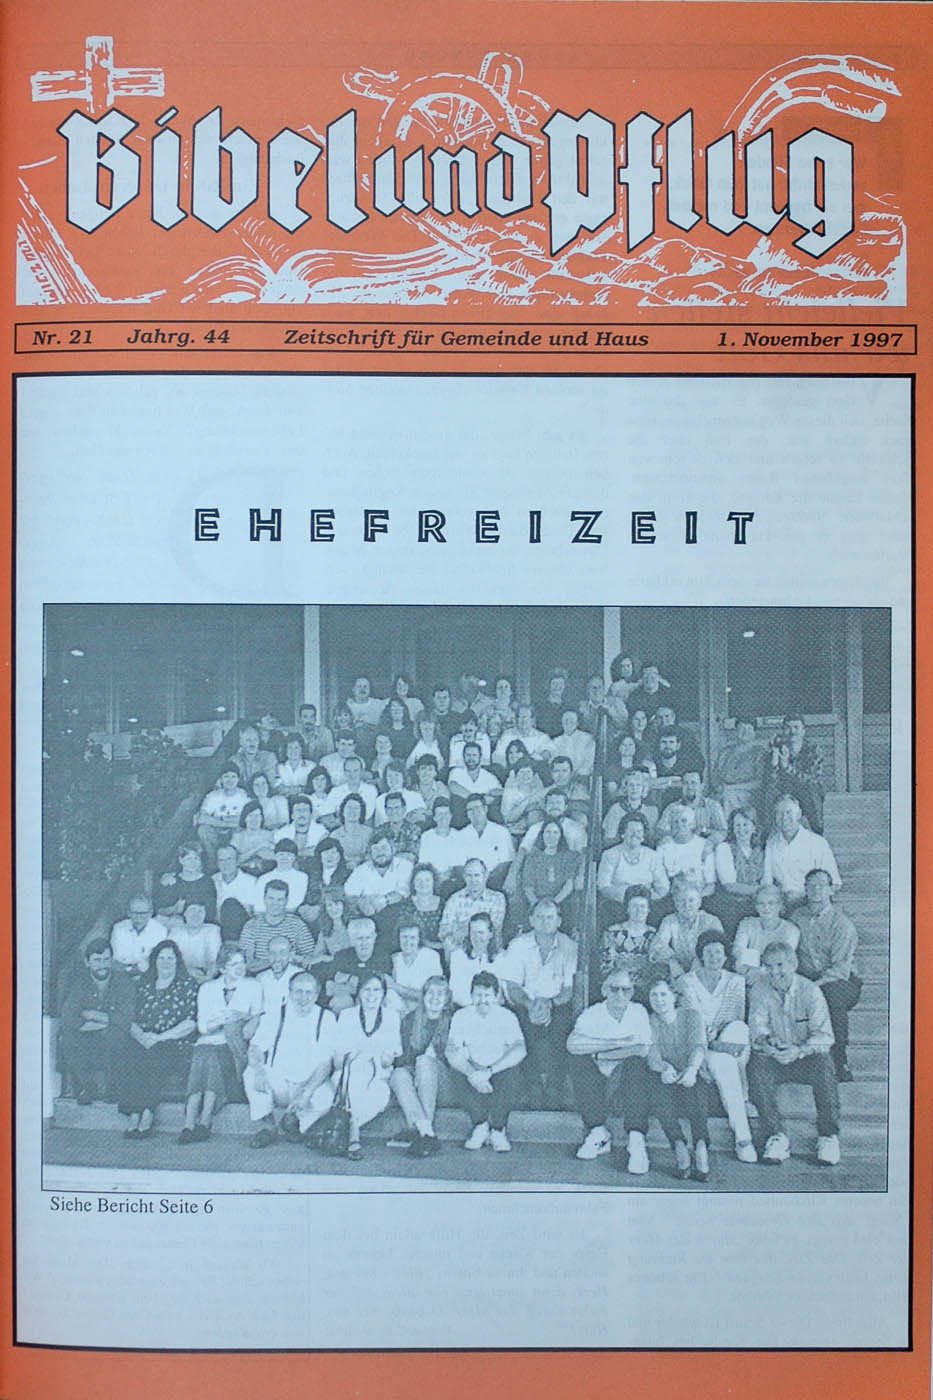 Bibel und Pflug
Nr. 21 Jahrg. 44 Zeitschrift für Gemeinde und Haus 1. November 1997
EHEFREIZEIT
Siehe Bericht Seite 6